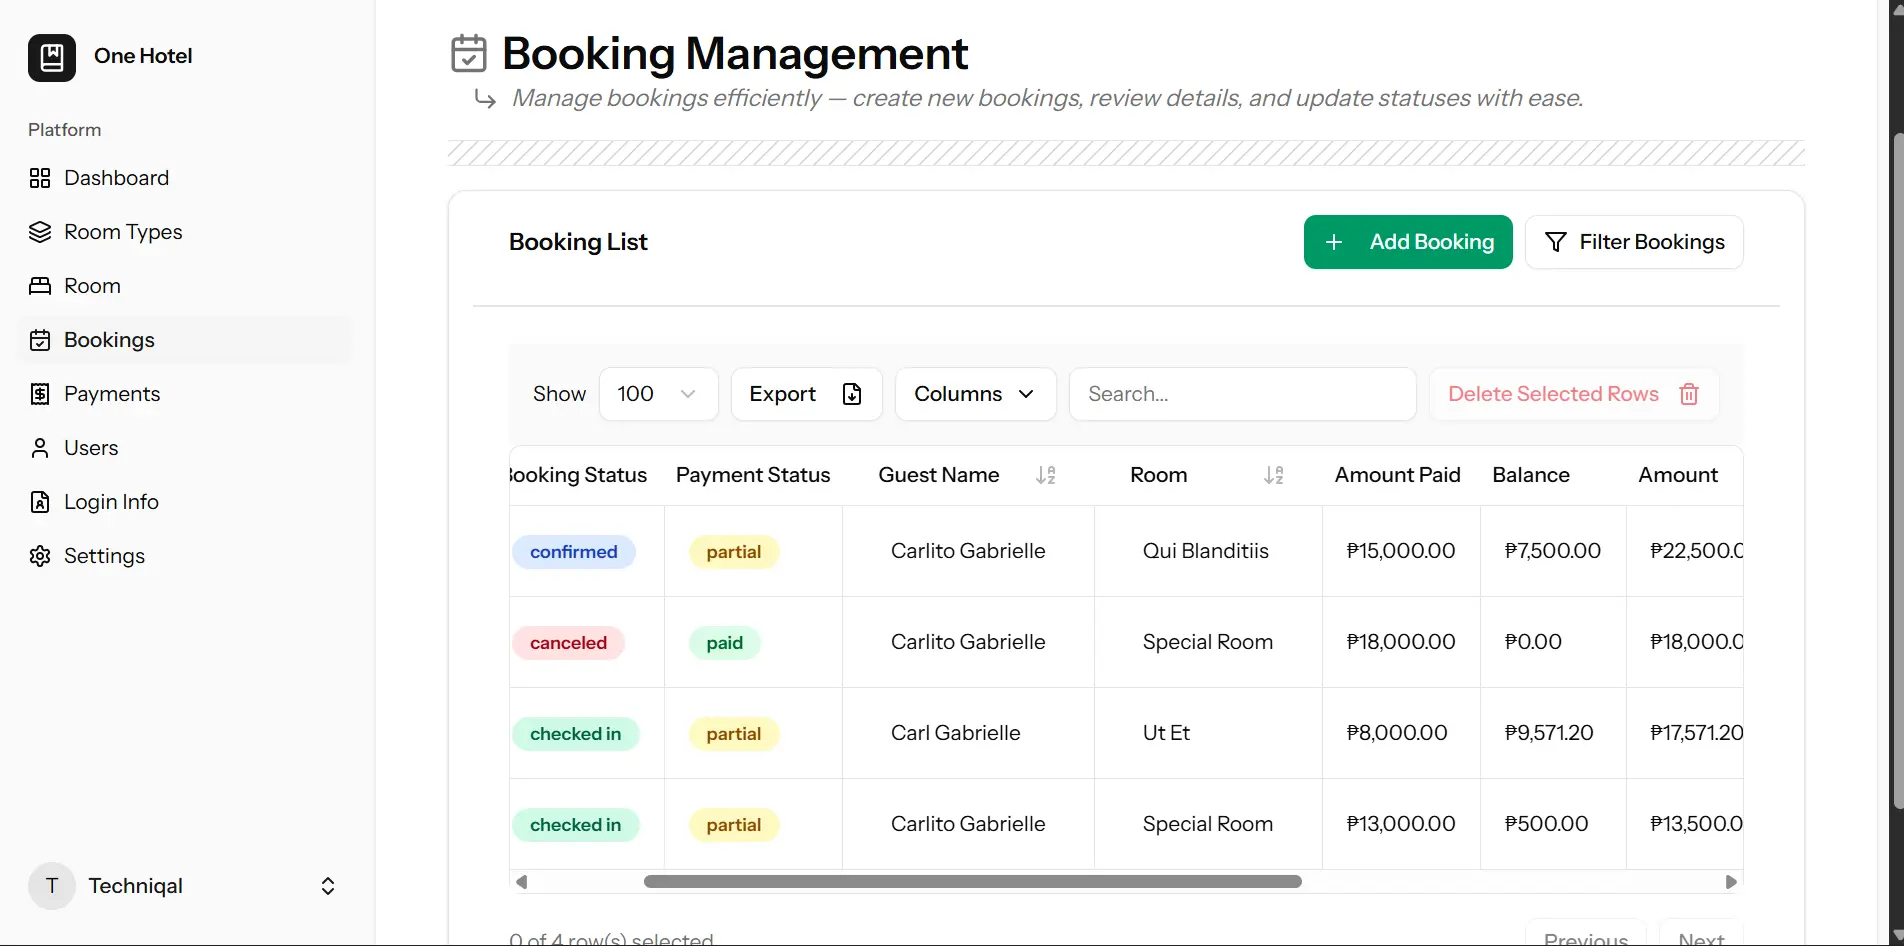 One Hotel
Platform
Dashboard
Room Types
Room
Bookings
Payments
Users
Login Info
Settings
T Techniqal
Booking Management
Manage bookings efficiently — create new bookings, review details, and update statuses with ease.
Booking List
Add Booking
Filter Bookings
Show 100 Export Columns Search... Delete Selected Rows
Booking Status Payment Status Guest Name Room Amount Paid Balance Amount
confirmed partial Carlito Gabrielle Qui Blanditiis ₱15,000.00 ₱7,500.00 ₱22,500.0
canceled paid Carlito Gabrielle Special Room ₱18,000.00 ₱0.00 ₱18,000.0
checked in partial Carl Gabrielle Ut Et ₱8,000.00 ₱9,571.20 ₱17,571.20
checked in partial Carlito Gabrielle Special Room ₱13,000.00 ₱500.00 ₱13,500.0
0 of 4 row(s) selected Previous Next